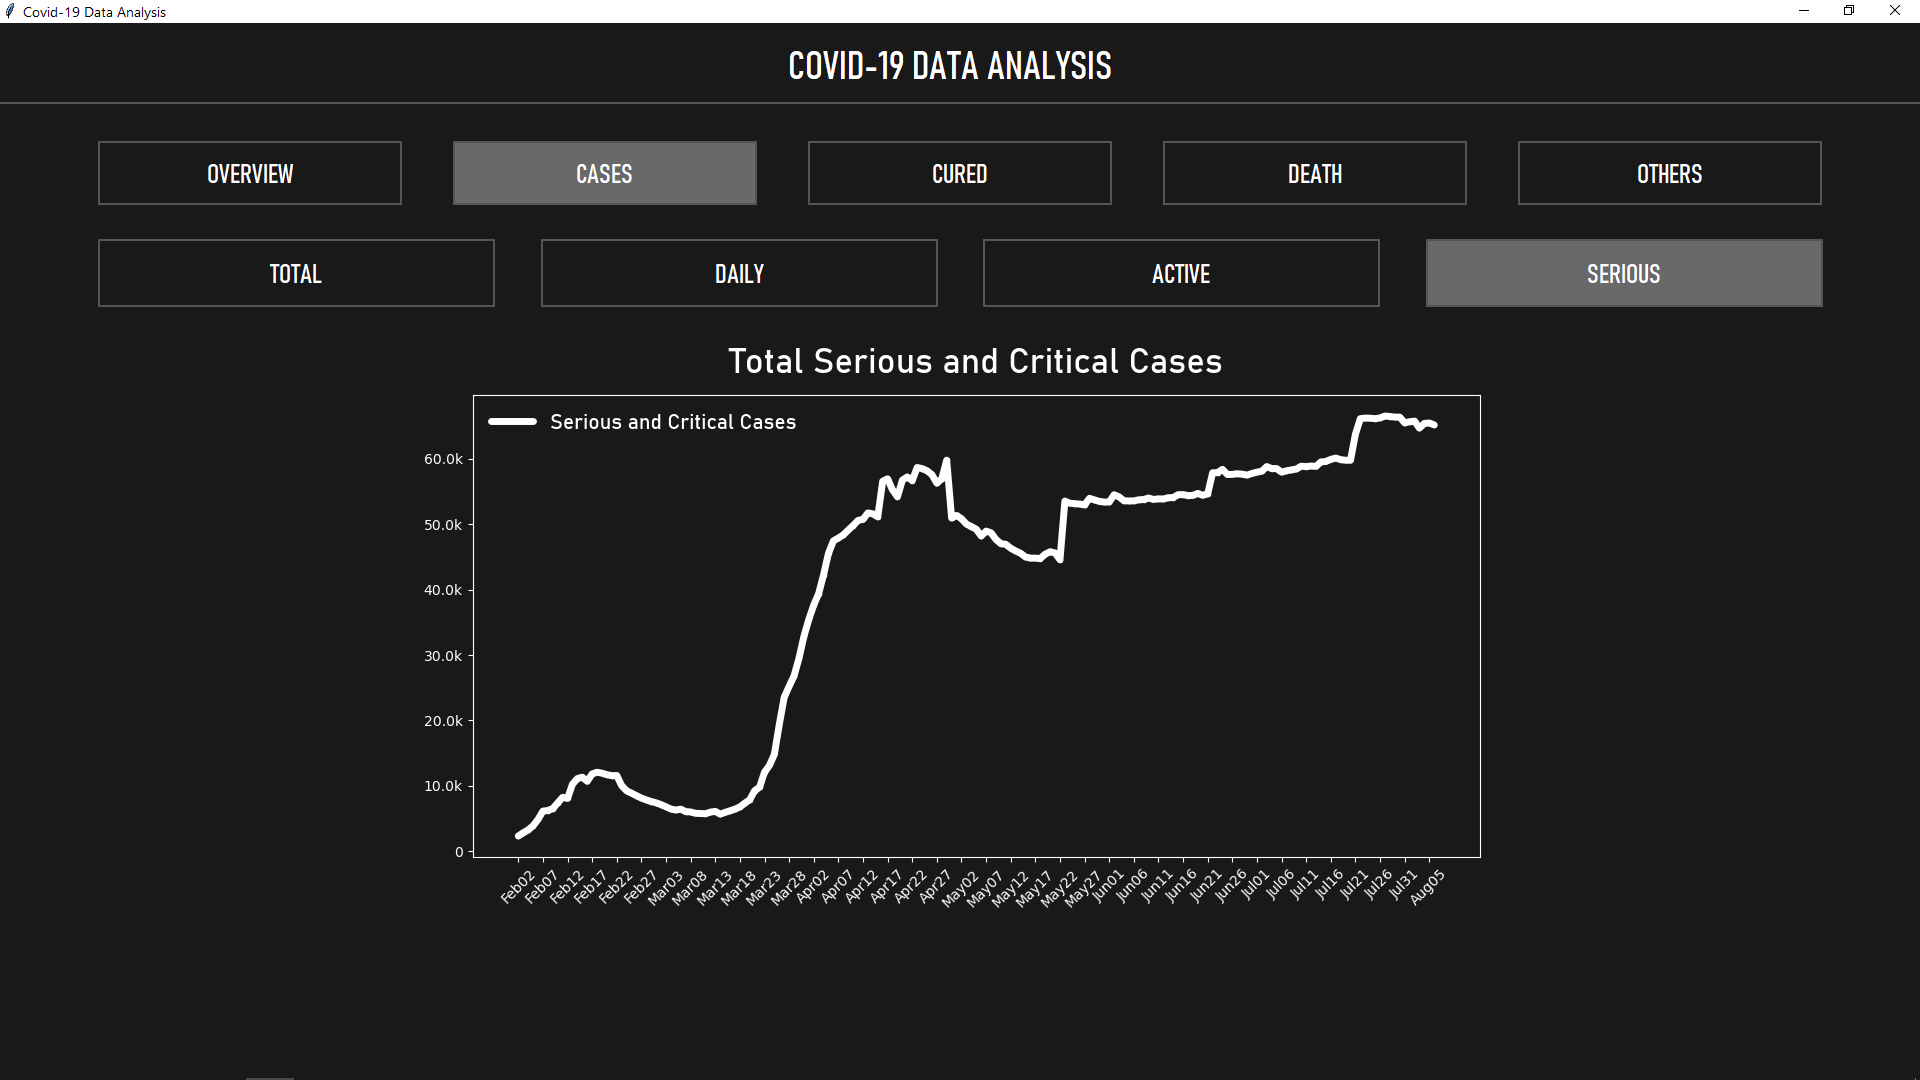 Covid-19 Data Analysis
COVID-19 DATA ANALYSIS
OVERVIEW
CASES
CURED
DEATH
OTHERS
TOTAL
DAILY
ACTIVE
SERIOUS
Total Serious and Critical Cases
Serious and Critical Cases
60.0k
50.0k
40.0k
30.0k
20.0k
10.0k
0
Feb02
Feb07
Feb12
Feb17
Feb22
Feb27
Mar03
Mar08
Mar13
Mar18
Mar23
Mar28
Apr02
Apr07
Apr12
Apr17
Apr22
Apr27
May02
May07
May12
May17
May22
May27
Jun01
Jun06
Jun11
Jun16
Jun21
Jun26
Jul01
Jul06
Jul11
Jul16
Jul21
Jul26
Jul31
Aug05